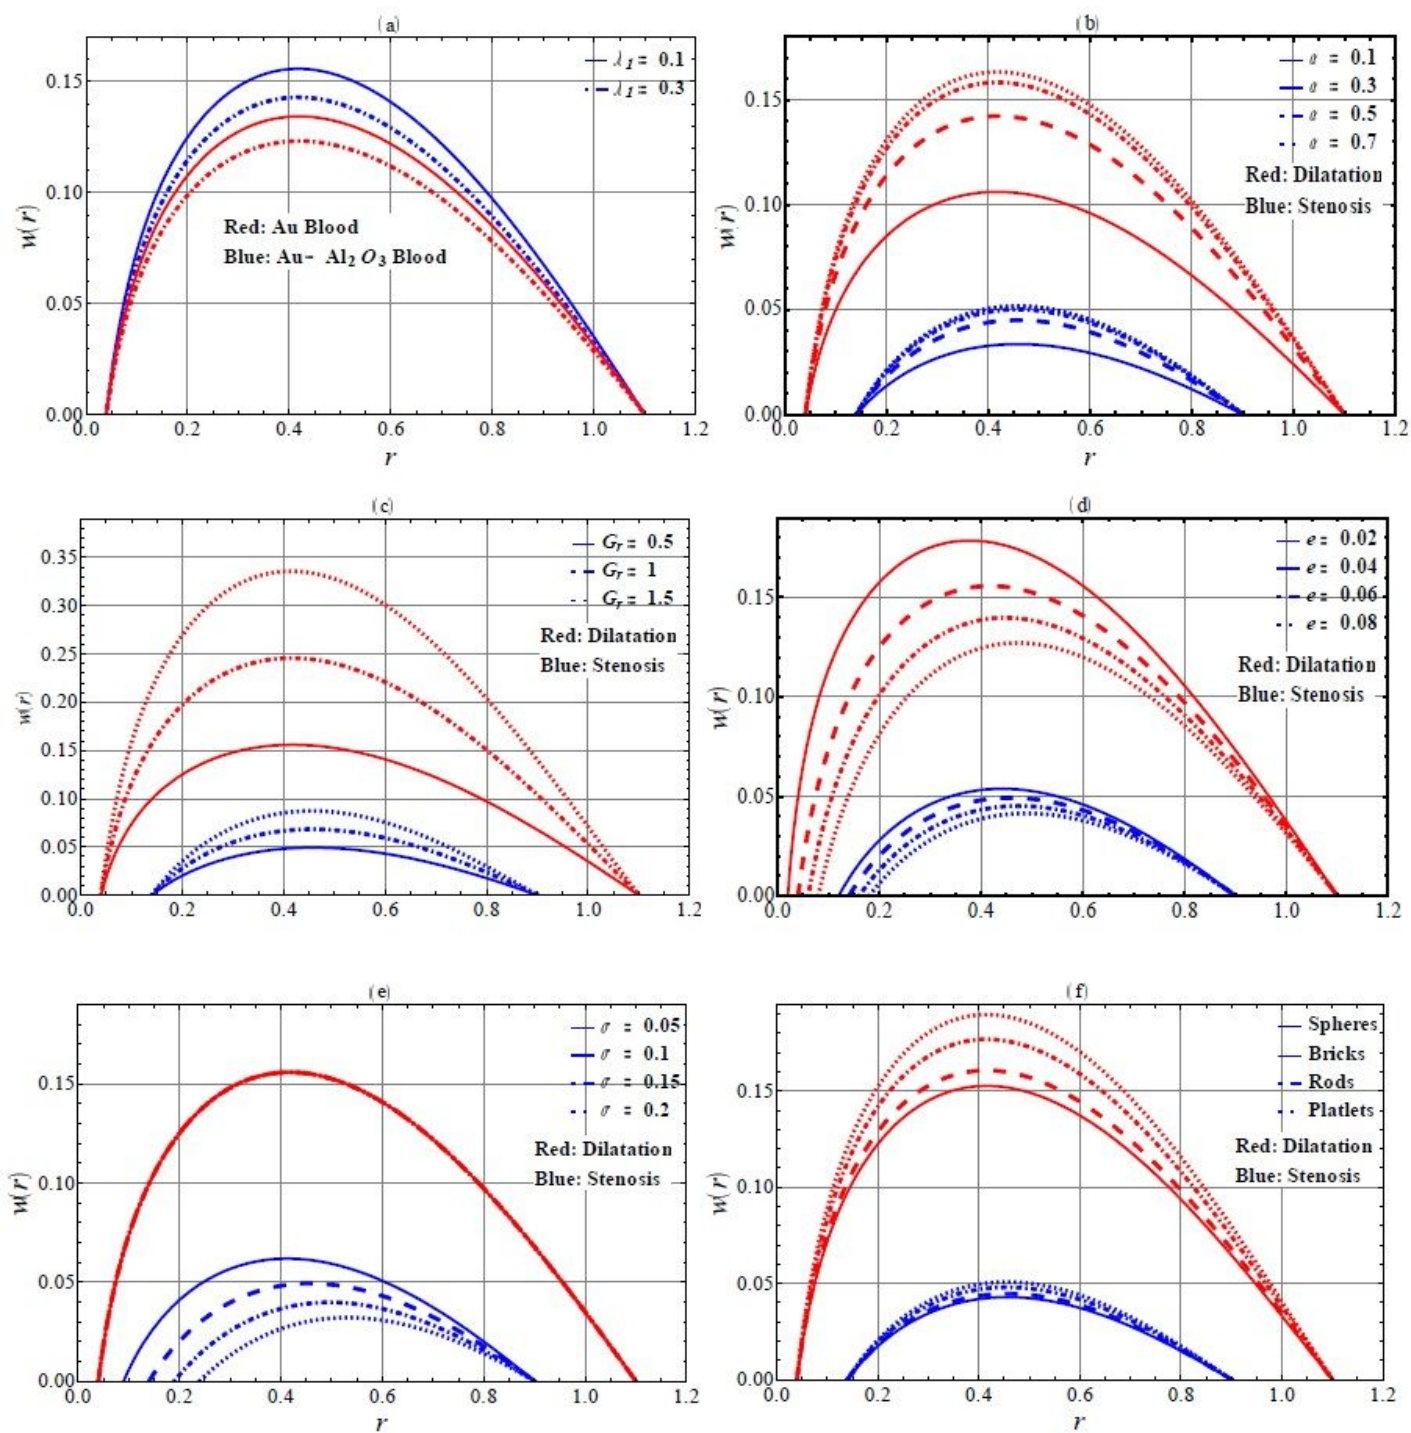 (a)
λ1 = 0.1
λ1 = 0.3
Red: Au Blood
Blue: Au- Al2 O3 Blood
w(r)
0.15
0.10
0.05
0.00
0.0 0.2 0.4 0.6 0.8 1.0 1.2
r
(b)
α = 0.1
α = 0.3
α = 0.5
α = 0.7
Red: Dilatation
Blue: Stenosis
w(r)
0.15
0.10
0.05
0.00
0.0 0.2 0.4 0.6 0.8 1.0 1.2
r
(c)
Gr = 0.5
Gr = 1
Gr = 1.5
Red: Dilatation
Blue: Stenosis
w(r)
0.35
0.30
0.25
0.20
0.15
0.10
0.05
0.00
0.0 0.2 0.4 0.6 0.8 1.0 1.2
(d)
e = 0.02
e = 0.04
e = 0.06
e = 0.08
Red: Dilatation
Blue: Stenosis
w(r)
0.15
0.10
0.05
0.00
0.0 0.2 0.4 0.6 0.8 1.0 1.2
(e)
σ = 0.05
σ = 0.1
σ = 0.15
σ = 0.2
Red: Dilatation
Blue: Stenosis
w(r)
0.15
0.10
0.05
0.00
0.0 0.2 0.4 0.6 0.8 1.0 1.2
r
(f)
Spheres
Bricks
Rods
Platlets
Red: Dilatation
Blue: Stenosis
w(r)
0.15
0.10
0.05
0.00
0.0 0.2 0.4 0.6 0.8 1.0 1.2
r